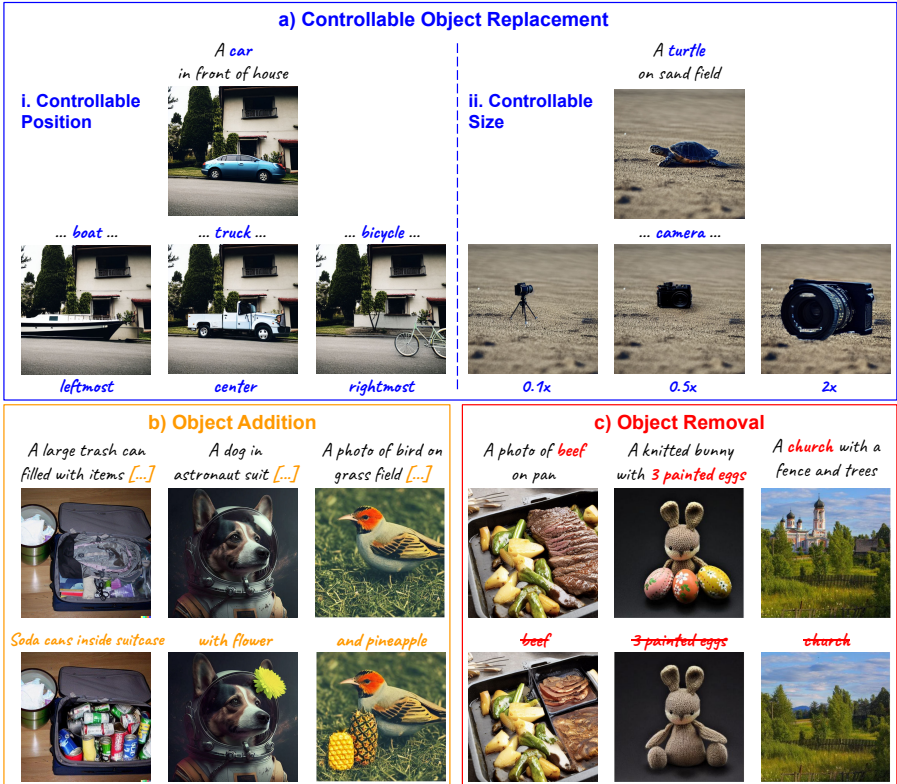 a) Controllable Object Replacement
i. Controllable
Position
A car
in front of house
... boat ...
... truck ...
... bicycle ...
leftmost
center
rightmost
ii. Controllable
Size
A turtle
on sand field
... camera ...
0.1x
0.5x
2x
b) Object Addition
A large trash can
filled with items [...]
A dog in
astronaut suit [...]
A photo of bird on
grass field [...]
Soda cans inside suitcase
with flower
and pineapple
c) Object Removal
A photo of beef
on pan
A knitted bunny
with 3 painted eggs
A church with a
fence and trees
beef
3 painted eggs
church